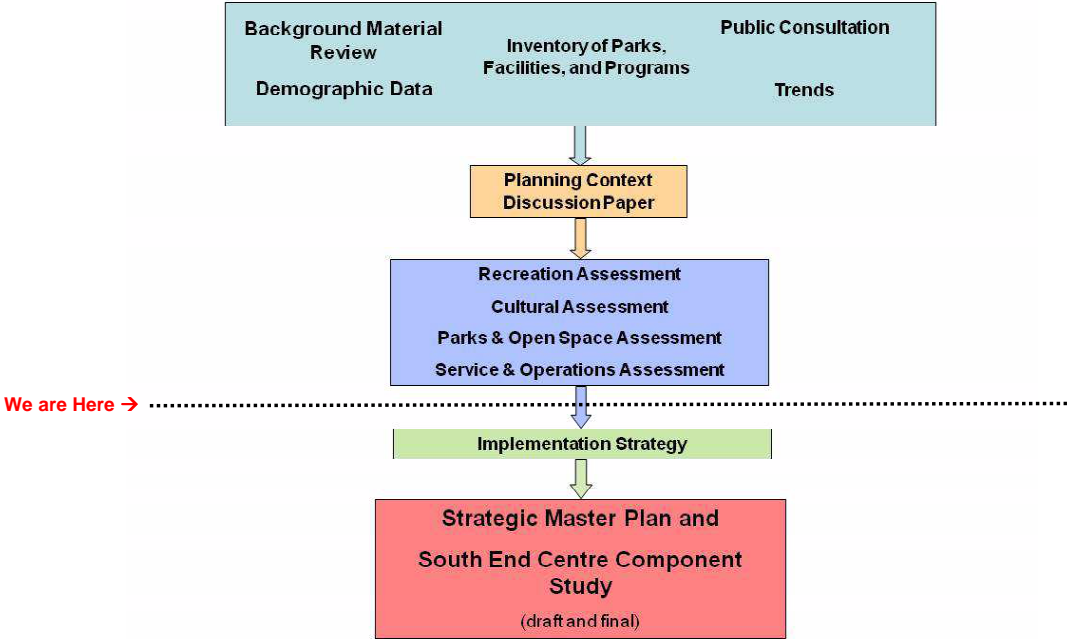 Background Material
Review
Demographic Data
Inventory of Parks,
Facilities, and Programs
Public Consultation
Trends
Planning Context
Discussion Paper
Recreation Assessment
Cultural Assessment
Parks & Open Space Assessment
Service & Operations Assessment
We are Here →
Implementation Strategy
Strategic Master Plan and
South End Centre Component
Study
(draft and final)